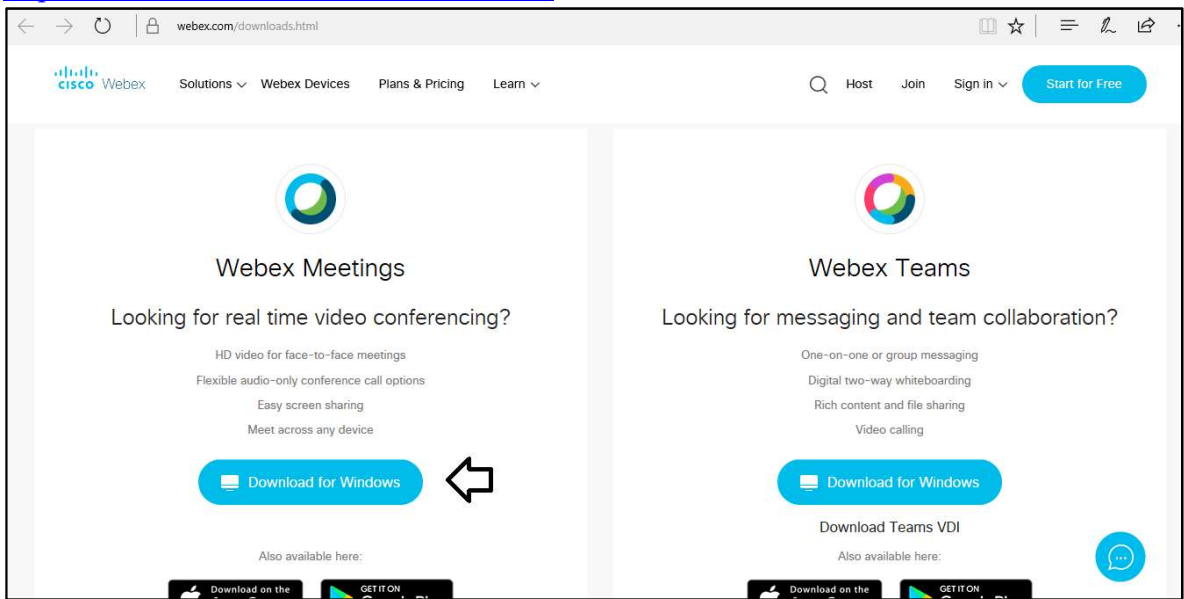 webex.com/downloads.html
cisco Webex Solutions Webex Devices Plans & Pricing Learn Host Join Sign in Start for Free
Webex Meetings
Looking for real time video conferencing?
HD video for face-to-face meetings
Flexible audio-only conference call options
Easy screen sharing
Meet across any device
Download for Windows
Also available here:
Download on the
GET IT ON
Webex Teams
Looking for messaging and team collaboration?
One-on-one or group messaging
Digital two-way whiteboarding
Rich content and file sharing
Video calling
Download for Windows
Download Teams VDI
Also available here:
Download on the
GET IT ON